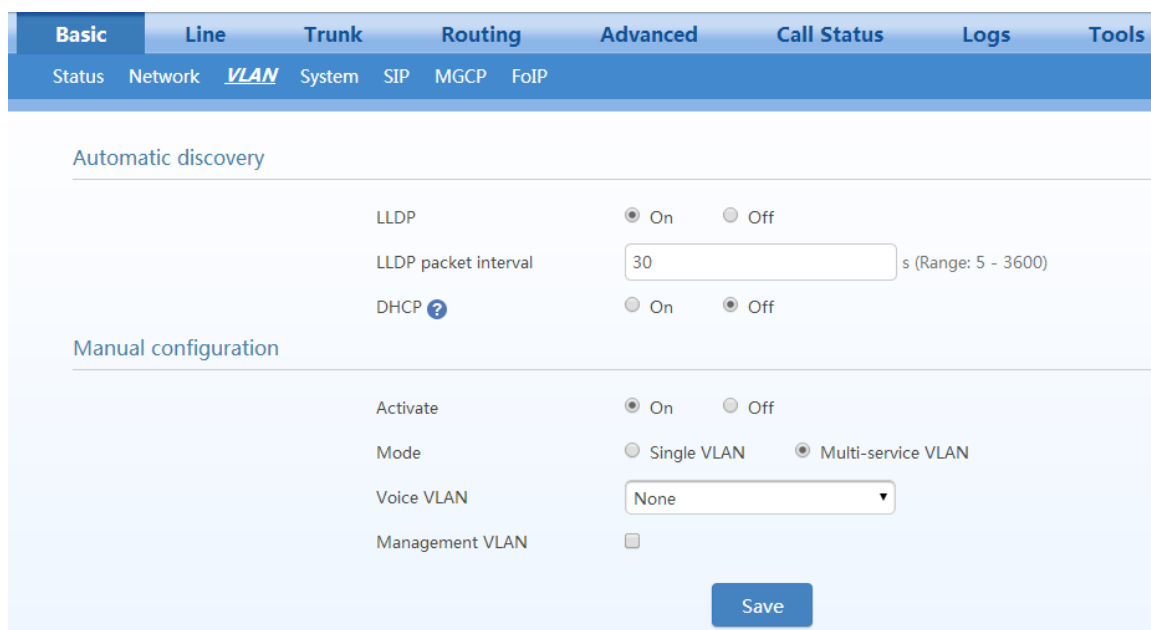 Basic Line Trunk Routing Advanced Call Status Logs Tools
Status Network VLAN System SIP MGCP FoIP
Automatic discovery
LLDP On Off
LLDP packet interval 30 s (Range: 5 - 3600)
DHCP ? On Off
Manual configuration
Activate On Off
Mode Single VLAN Multi-service VLAN
Voice VLAN None
Management VLAN
Save